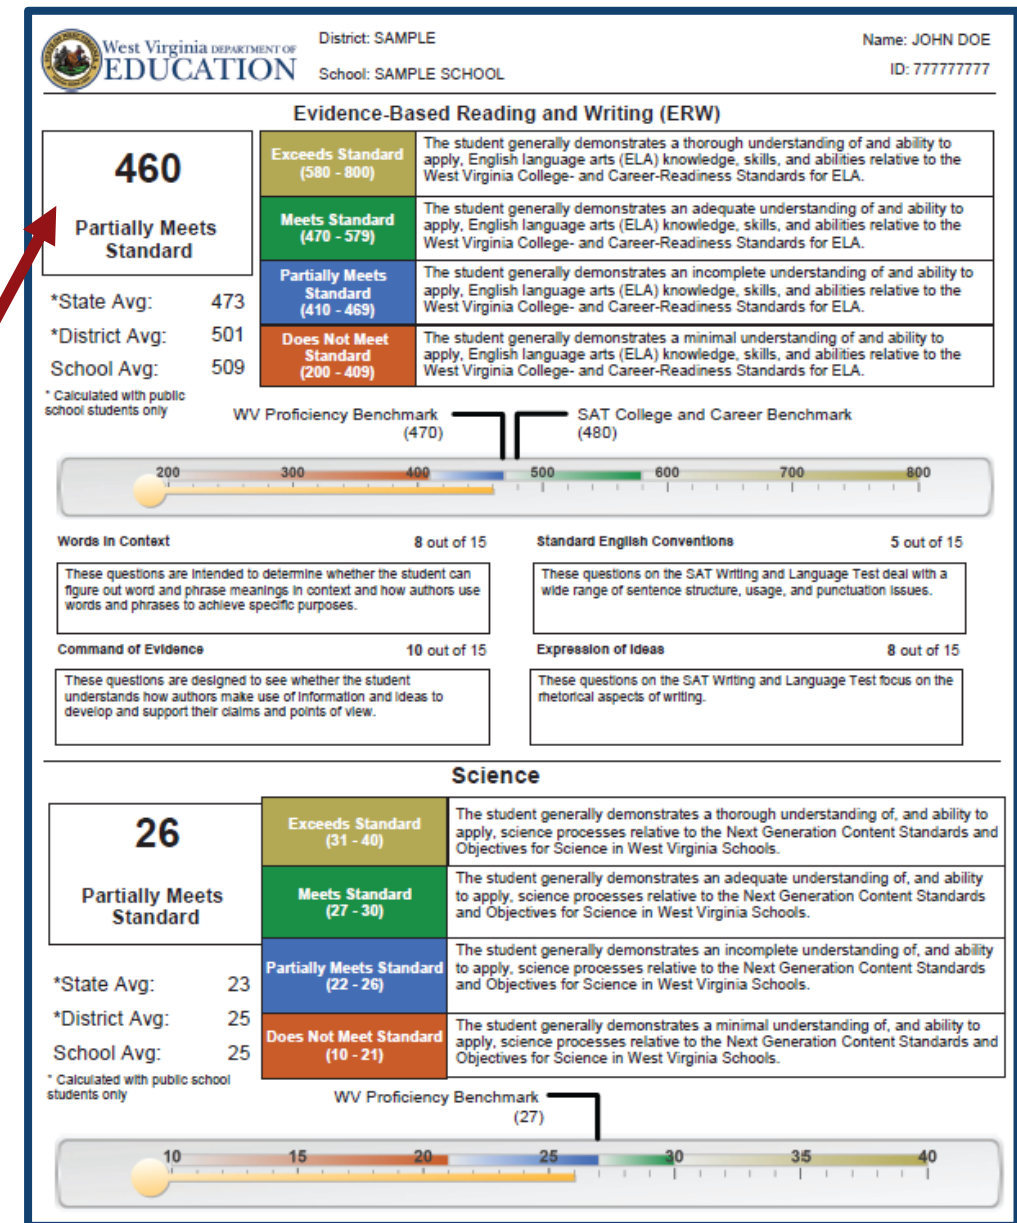 West Virginia DEPARTMENT OF
EDUCATION
District: SAMPLE
School: SAMPLE SCHOOL
Name: JOHN DOE
ID: 777777777
Evidence-Based Reading and Writing (ERW)
460
Partially Meets
Standard
*State Avg: 473
*District Avg: 501
School Avg: 509
* Calculated with public
school students only
Exceeds Standard
(580 - 800)
The student generally demonstrates a thorough understanding of and ability to
apply, English language arts (ELA) knowledge, skills, and abilities relative to the
West Virginia College- and Career-Readiness Standards for ELA.
Meets Standard
(470 - 579)
The student generally demonstrates an adequate understanding of and ability to
apply, English language arts (ELA) knowledge, skills, and abilities relative to the
West Virginia College- and Career-Readiness Standards for ELA.
Partially Meets
Standard
(410 - 469)
The student generally demonstrates an incomplete understanding of and ability to
apply, English language arts (ELA) knowledge, skills, and abilities relative to the
West Virginia College- and Career-Readiness Standards for ELA.
Does Not Meet
Standard
(200 - 409)
The student generally demonstrates a minimal understanding of and ability to
apply, English language arts (ELA) knowledge, skills, and abilities relative to the
West Virginia College- and Career-Readiness Standards for ELA.
WV Proficiency Benchmark
(470)
SAT College and Career Benchmark
(480)
200 300 400 500 600 700 800
Words In Context 8 out of 15
These questions are intended to determine whether the student can
figure out word and phrase meanings in context and how authors use
words and phrases to achieve specific purposes.
Standard English Conventions 5 out of 15
These questions on the SAT Writing and Language Test deal with a
wide range of sentence structure, usage, and punctuation issues.
Command of Evidence 10 out of 15
These questions are designed to see whether the student
understands how authors make use of information and ideas to
develop and support their claims and points of view.
Expression of Ideas 8 out of 15
These questions on the SAT Writing and Language Test focus on the
rhetorical aspects of writing.
Science
26
Partially Meets
Standard
*State Avg: 23
*District Avg: 25
School Avg: 25
* Calculated with public school
students only
Exceeds Standard
(31 - 40)
The student generally demonstrates a thorough understanding of, and ability to
apply, science processes relative to the Next Generation Content Standards and
Objectives for Science in West Virginia Schools.
Meets Standard
(27 - 30)
The student generally demonstrates an adequate understanding of, and ability
to apply, science processes relative to the Next Generation Content Standards
and Objectives for Science in West Virginia Schools.
Partially Meets Standard
(22 - 26)
The student generally demonstrates an incomplete understanding of, and ability
to apply, science processes relative to the Next Generation Content Standards
and Objectives for Science in West Virginia Schools.
Does Not Meet Standard
(10 - 21)
The student generally demonstrates a minimal understanding of, and ability to
apply, science processes relative to the Next Generation Content Standards and
Objectives for Science in West Virginia Schools.
WV Proficiency Benchmark
(27)
10 15 20 25 30 35 40